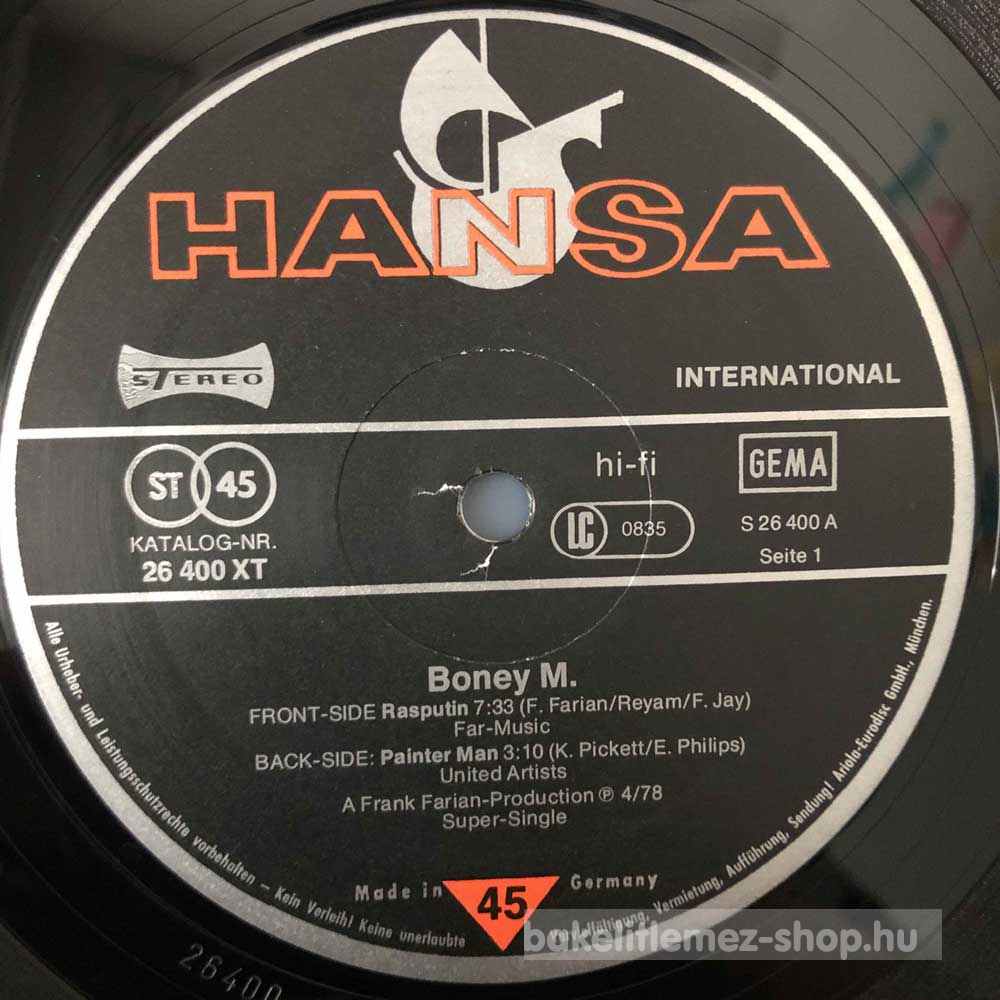 HANSA
STEREO
INTERNATIONAL
ST 45
KATALOG-NR.
26 400 XT
hi-fi
LC 0835
GEMA
S 26 400 A
Seite 1
Boney M.
FRONT-SIDE Rasputin 7:33 (F. Farian/Reyam/F. Jay)
Far-Music
BACK-SIDE: Painter Man 3:10 (K. Pickett/E. Philips)
United Artists
A Frank Farian-Production ℗ 4/78
Super-Single
Made in Germany
45
Alle Urheber- und Leistungsschutzrechte vorbehalten – Kein Verleih! Keine unerlaubte Vervielfältigung, Vermietung, Aufführung, Sendung! Ariola-Eurodisc GmbH., München.
26400
bakelitlemez-shop.hu